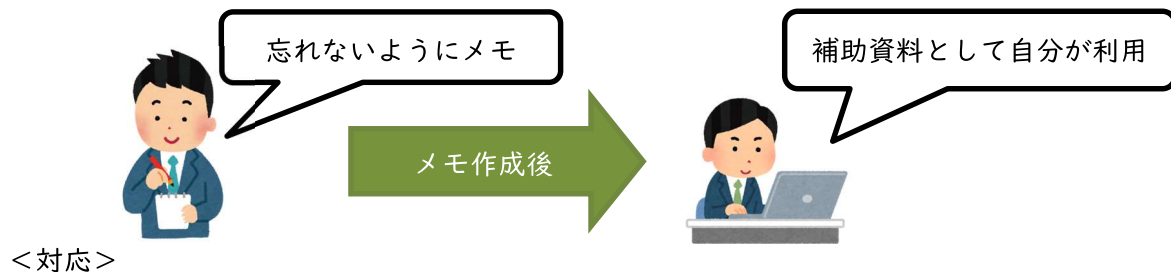 忘れないようにメモ
補助資料として自分が利用
メモ作成後
＜対応＞